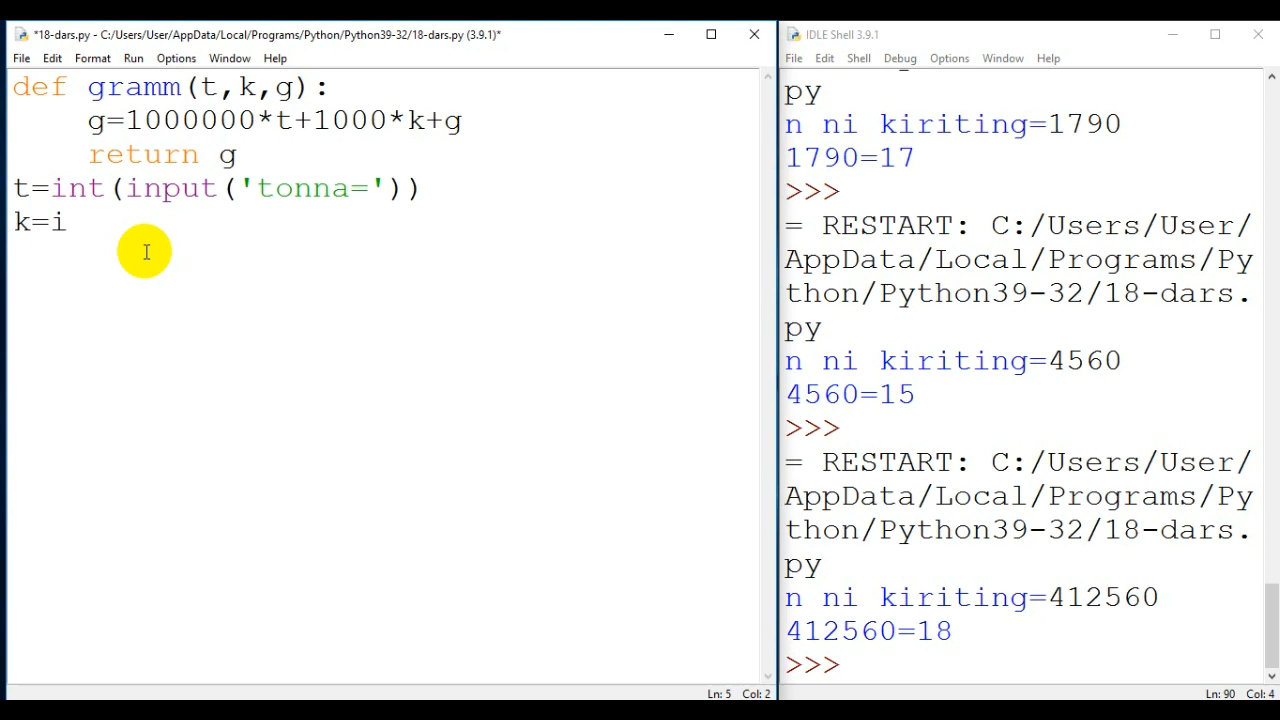 *18-dars.py - C:/Users/User/AppData/Local/Programs/Python/Python39-32/18-dars.py (3.9.1)*
File Edit Format Run Options Window Help
def gramm(t,k,g):
    g=1000000*t+1000*k+g
    return g
t=int(input('tonna='))
k=i
Ln: 5 Col: 2
IDLE Shell 3.9.1
File Edit Shell Debug Options Window Help
py
n ni kiriting=1790
1790=17
>>>
= RESTART: C:/Users/User/
AppData/Local/Programs/Py
thon/Python39-32/18-dars.
py
n ni kiriting=4560
4560=15
>>>
= RESTART: C:/Users/User/
AppData/Local/Programs/Py
thon/Python39-32/18-dars.
py
n ni kiriting=412560
412560=18
>>>
Ln: 90 Col: 4